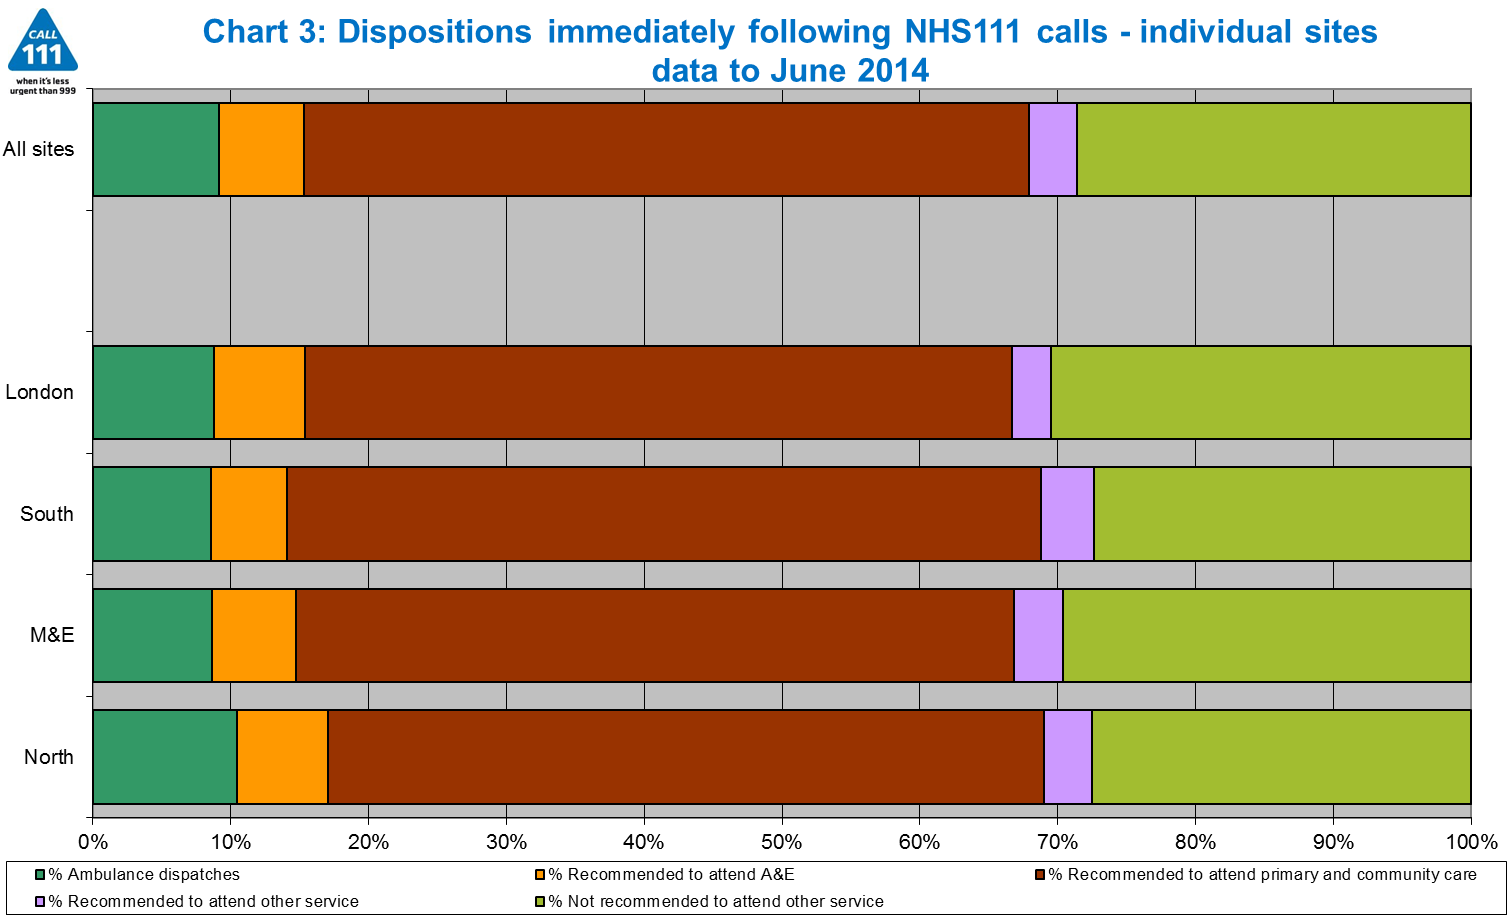 CALL
111
when it's less
urgent than 999
Chart 3: Dispositions immediately following NHS111 calls - individual sites
data to June 2014
All sites
London
South
M&E
North
0% 10% 20% 30% 40% 50% 60% 70% 80% 90% 100%
% Ambulance dispatches % Recommended to attend A&E % Recommended to attend primary and community care
% Recommended to attend other service % Not recommended to attend other service